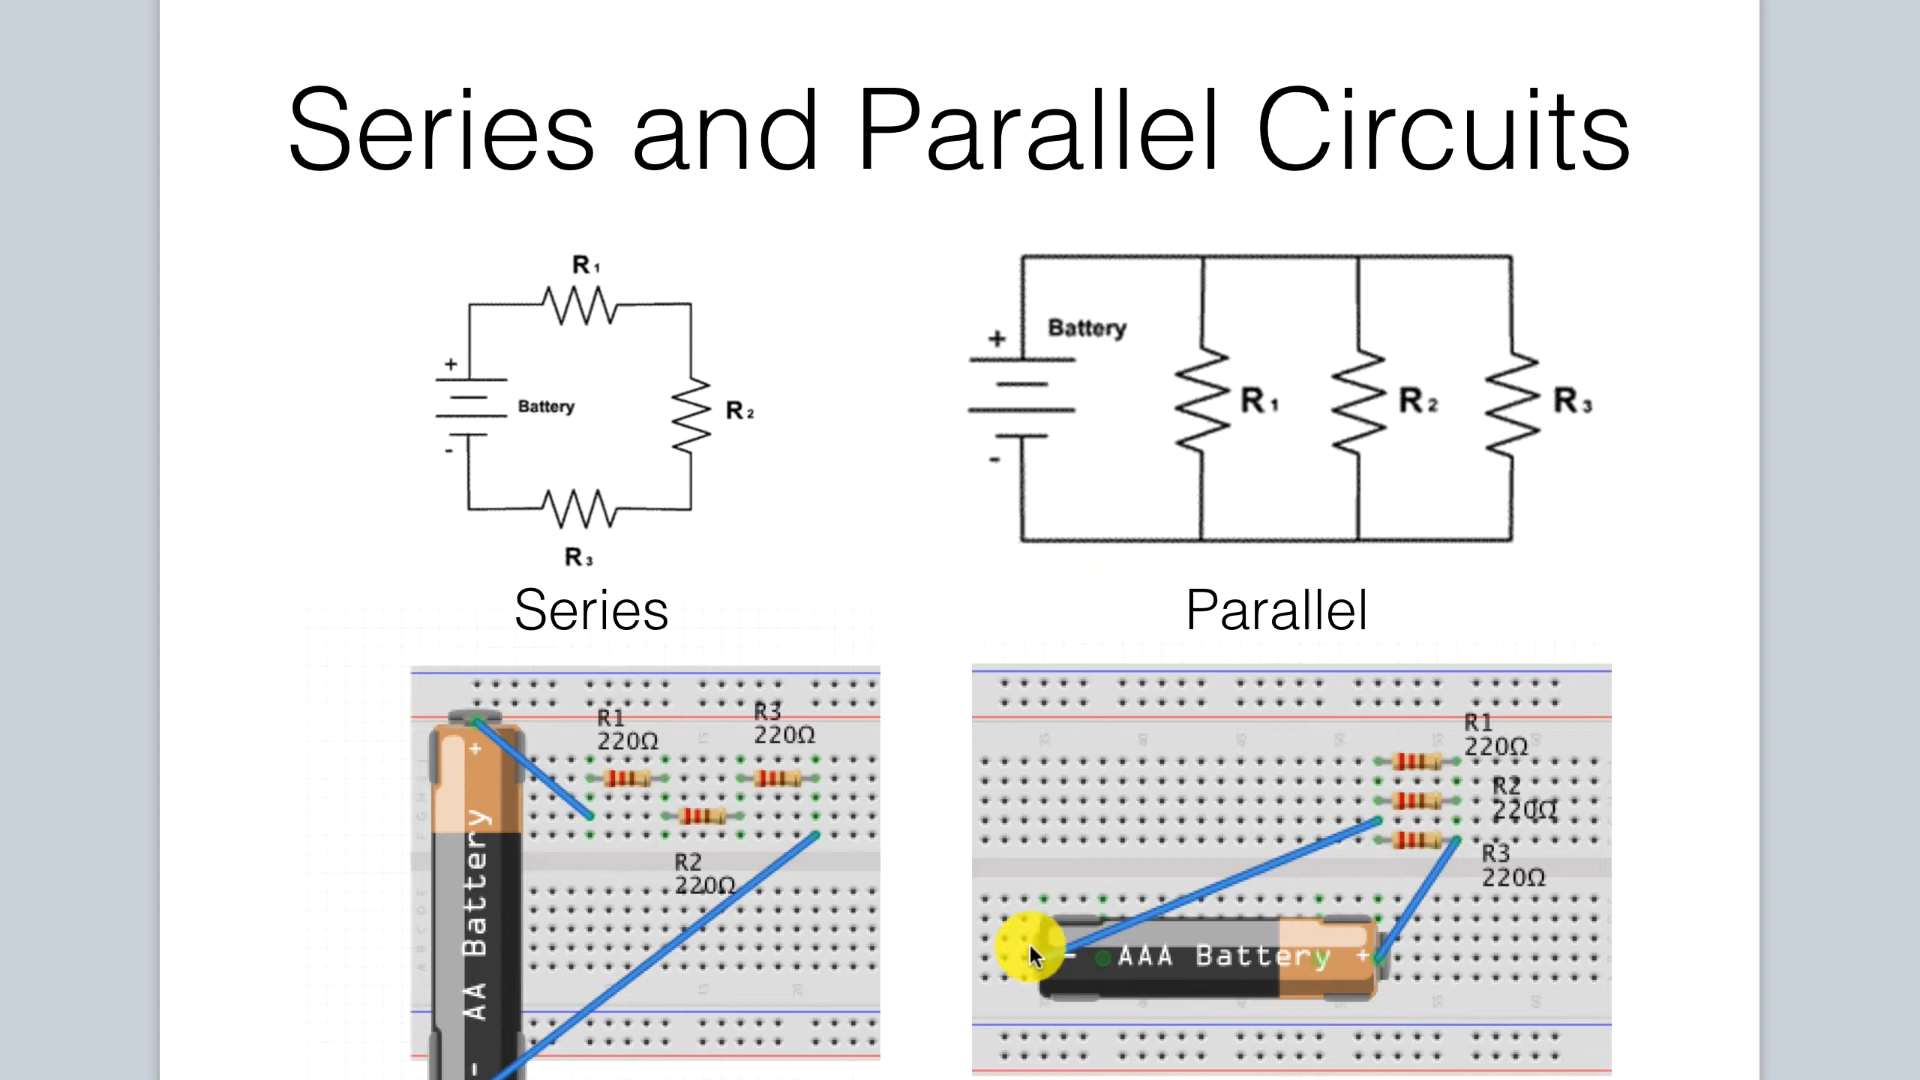 Series and Parallel Circuits
R1
+
Battery
-
R2
R3
Series
+
Battery
-
R1
R2
R3
Parallel
R1
220Ω
R3
220Ω
R2
220Ω
- AA Battery +
R1
220Ω
R2
220Ω
R3
220Ω
- AAA Battery +